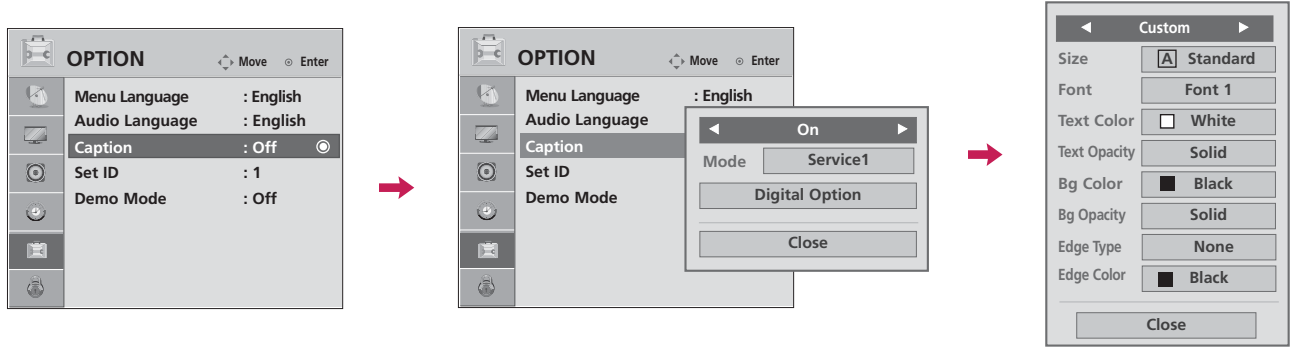 OPTION Move Enter
Menu Language : English
Audio Language : English
Caption : Off
Set ID : 1
Demo Mode : Off
OPTION Move Enter
Menu Language : English
Audio Language
Caption
Set ID
Demo Mode
On
Mode Service1
Digital Option
Close
Custom
Size A Standard
Font Font 1
Text Color White
Text Opacity Solid
Bg Color Black
Bg Opacity Solid
Edge Type None
Edge Color Black
Close